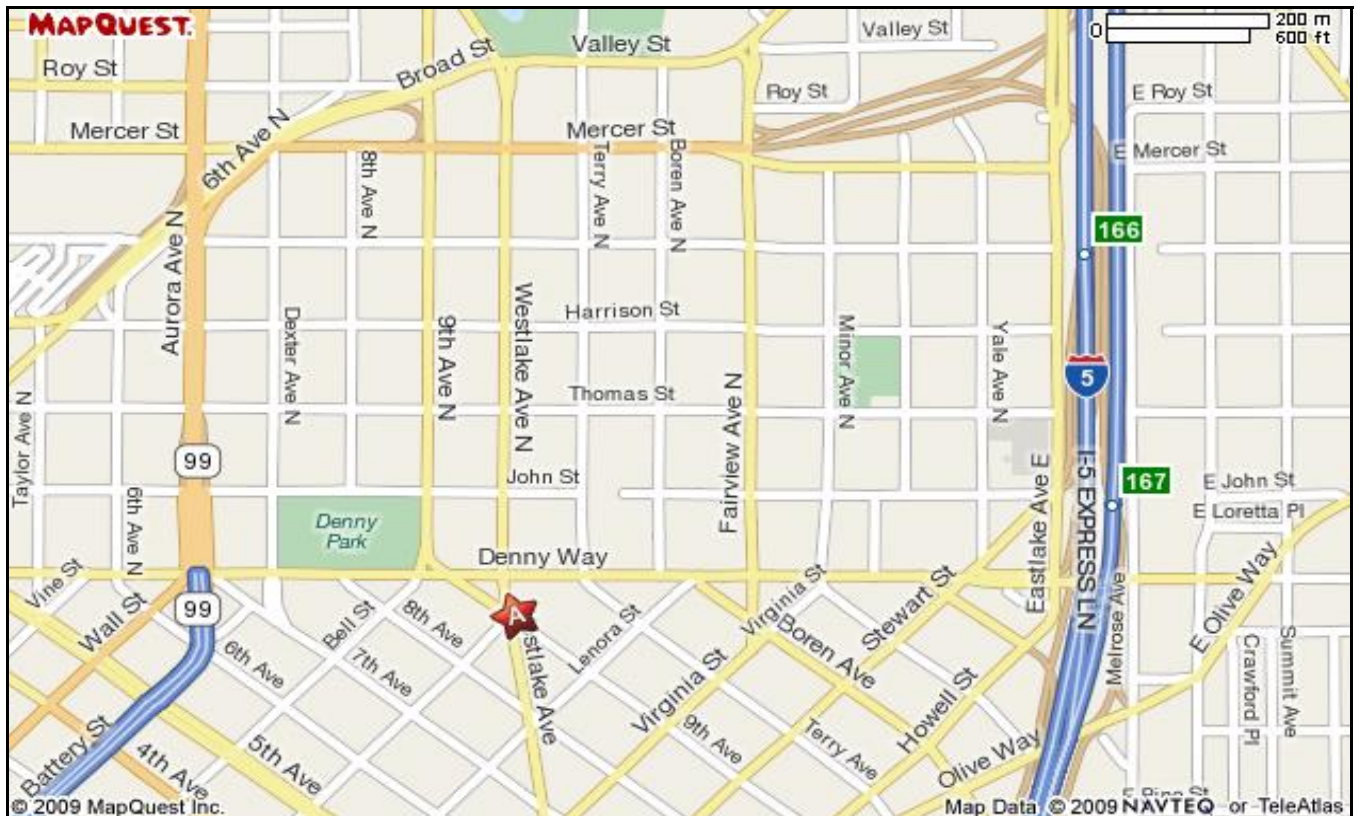 MAPQUEST.
Valley St
Valley St
0
200 m
600 ft
Roy St
Broad St
Roy St
E Roy St
Mercer St
6th Ave N
Mercer St
E Mercer St
8th Ave N
Terry Ave N
Boren Ave N
166
Aurora Ave N
Dexter Ave N
9th Ave N
Westlake Ave N
Harrison St
Minor Ave N
Yale Ave N
5
Thomas St
Taylor Ave N
99
Fairview Ave N
John St
6th Ave N
Eastlake Ave E
I-5 EXPRESS LN
167
E John St
E Loretta Pl
Denny
Park
Denny Way
Vine St
Wall St
99
Bell St
8th Ave
A
stlake Ave
Lenora St
Virginia St
Stewart St
Boren Ave
Melrose Ave
E Olive Way
6th Ave
7th Ave
Virginia St
Howell St
Crawford Pl
Summit Ave
Battery St
4th Ave
5th Ave
9th Ave
Terry Ave
Olive Way
E Pine St
© 2009 MapQuest Inc.
Map Data © 2009 NAVTEQ or TeleAtlas